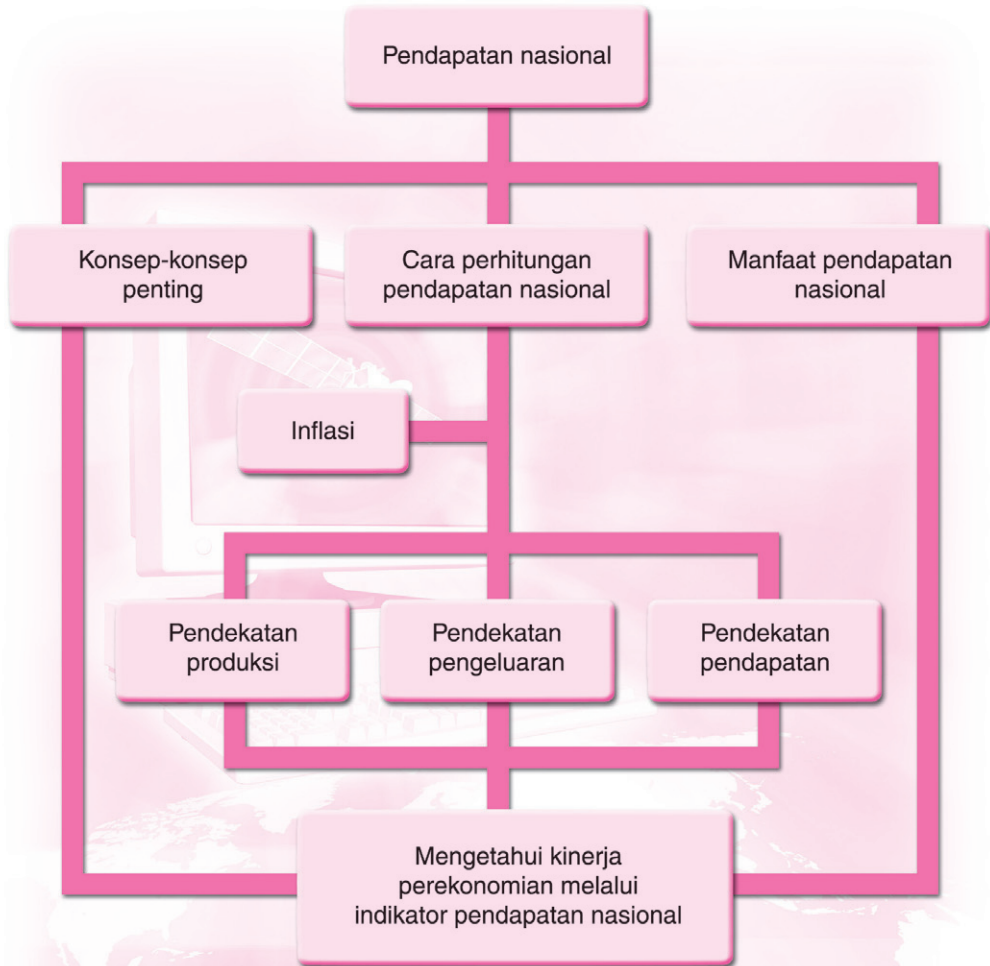 Pendapatan nasional
Konsep-konsep
penting
Cara perhitungan
pendapatan nasional
Manfaat pendapatan
nasional
Inflasi
Pendekatan
produksi
Pendekatan
pengeluaran
Pendekatan
pendapatan
Mengetahui kinerja
perekonomian melalui
indikator pendapatan nasional